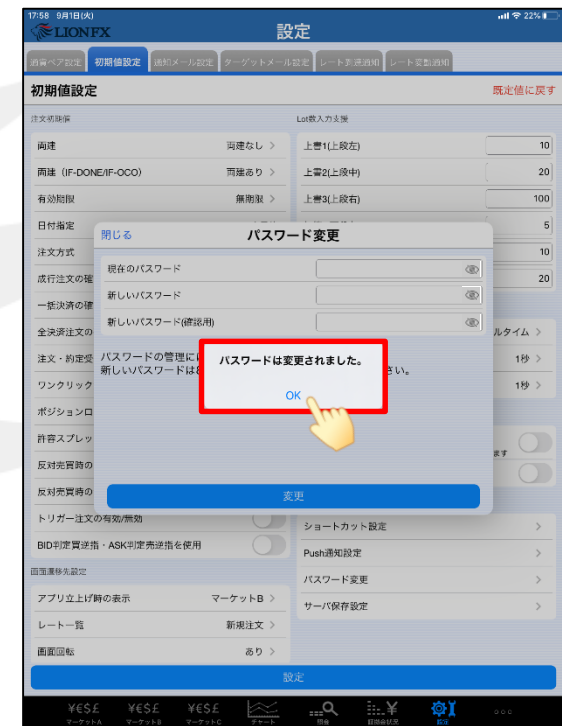 17:58 9月1日(火)
22%
LION FX
設定
通貨ペア設定 初期値設定 通知メール設定 ターゲットメール設定 レート到達通知 レート変動通知
初期値設定 既定値に戻す
注文初期値 Lot数入力支援
両建 両建なし 上書1(上段左) 10
両建 (IF-DONE/IF-OCO) 両建あり 上書2(上段中) 20
有効期限 無期限 上書3(上段右) 100
日付指定 5
閉じる パスワード変更
注文方式 10
現在のパスワード
成行注文の確 20
新しいパスワード
一括決済の確
新しいパスワード(確認用)
全決済注文の ルタイム
注文・約定受 1秒
パスワードの管理に
新しいパスワードは さい。
パスワードは変更されました。
OK
ワンクリック 1秒
ポジションロ
許容スプレッ ます
反対売買時の
反対売買時の
変更
トリガー注文の有効/無効
ショートカット設定
BID判定買逆指・ASK判定売逆指を使用
Push通知設定
画面遷移先設定
パスワード変更
アプリ立上げ時の表示 マーケットB
サーバ保存設定
レート一覧 新規注文
画面回転 あり
設定
¥€$£ ¥€$£ ¥€$£
マーケットA マーケットB マーケットC チャート 照会 証拠金状況 設定